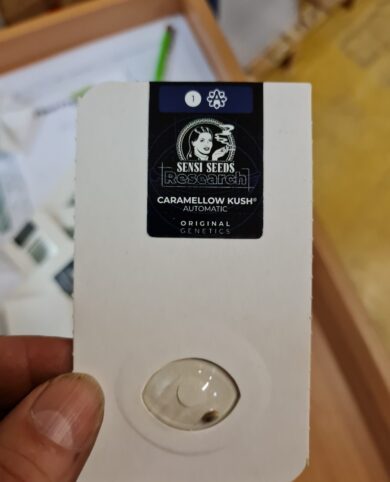 1
SENSI SEEDS
Research
CARAMELLOW KUSH®
AUTOMATIC
ORIGINAL
GENETICS